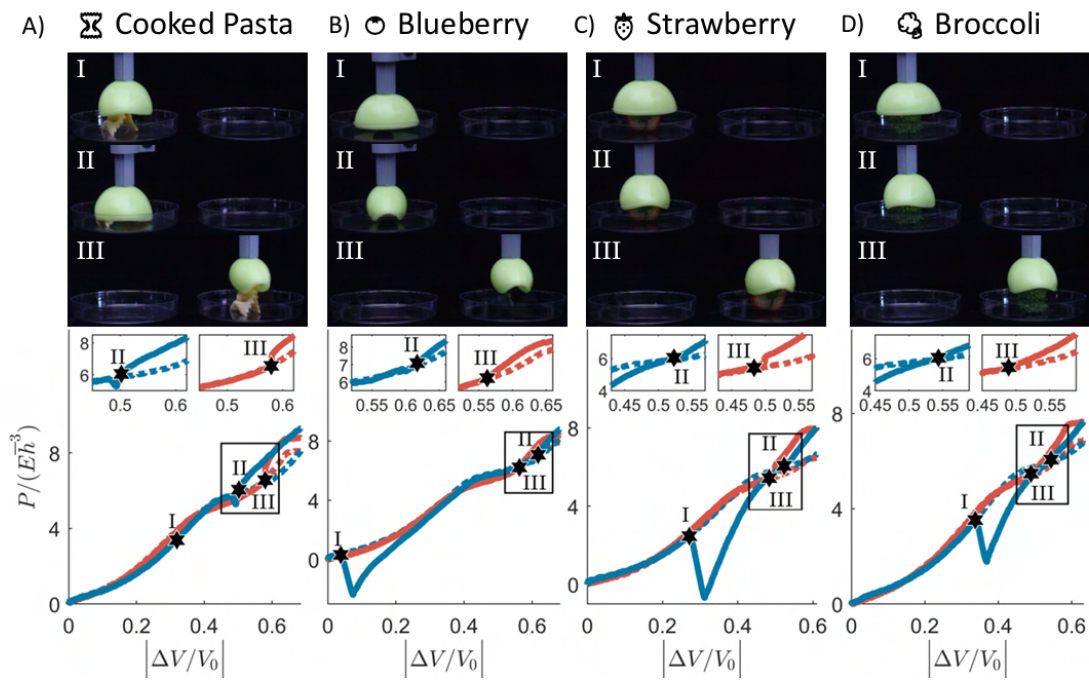 A) Cooked Pasta B) Blueberry C) Strawberry D) Broccoli
I I I I
II II II II
III III III III
8 6 II 0.5 0.6
III 0.5 0.6
8 7 6 II 0.55 0.6 0.65
III 0.55 0.6 0.65
6 4 II 0.45 0.5 0.55
III 0.45 0.5 0.55
6 4 II 0.45 0.5 0.55
III 0.45 0.5 0.55
P/(Eh̅³)
8 4 0 I II III
8 4 0 I II III
8 4 0 I II III
8 4 0 I II III
0 0.2 0.4 0.6 0 0.2 0.4 0.6 0 0.2 0.4 0.6 0 0.2 0.4 0.6
|ΔV/V₀| |ΔV/V₀| |ΔV/V₀| |ΔV/V₀|